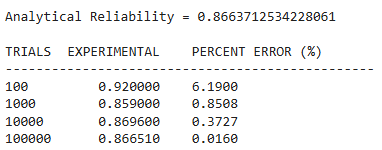 Analytical Reliability = 0.8663712534228061
TRIALS  EXPERIMENTAL    PERCENT ERROR (%)
-------------------------------------------------
100         0.920000    6.1900
1000        0.859000    0.8508
10000       0.869600    0.3727
100000      0.866510    0.0160